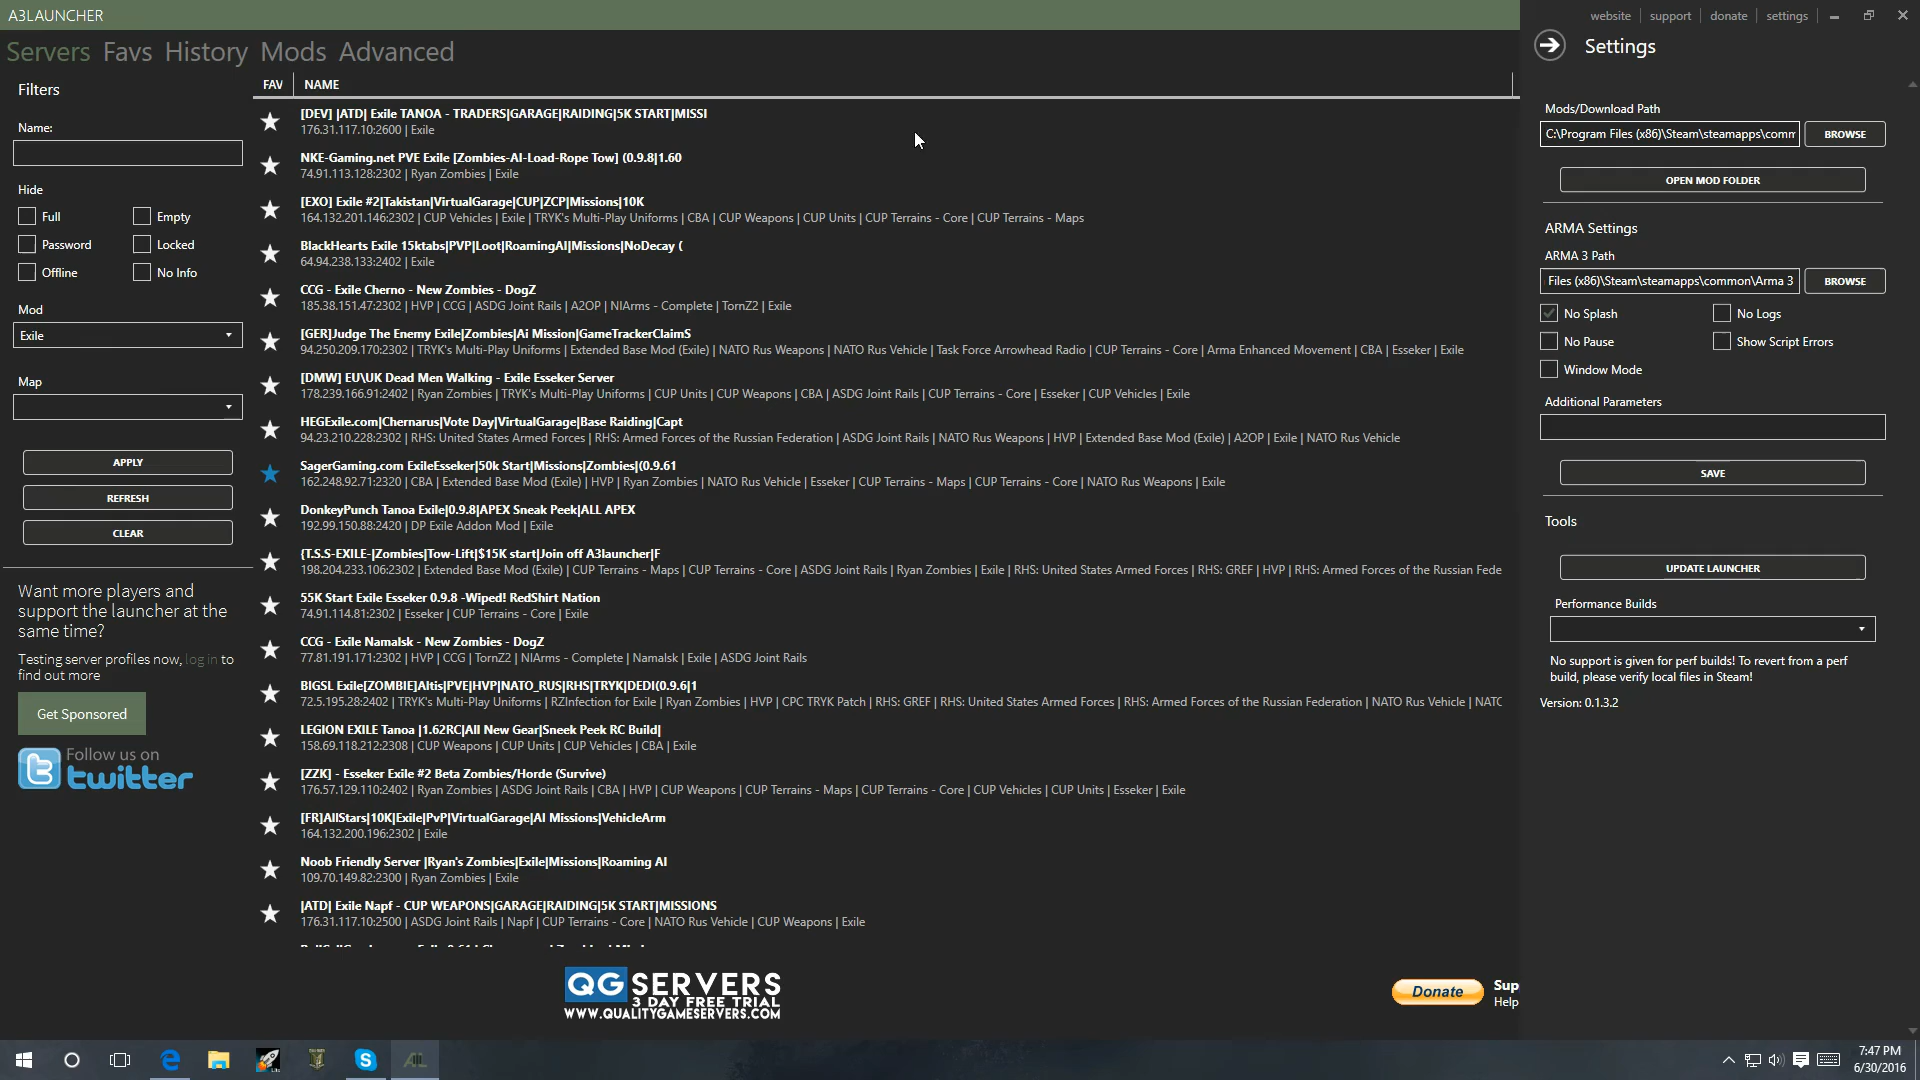 A3LAUNCHER
website | support | donate | settings
Servers Favs History Mods Advanced
Filters
Name:
Hide
Full
Empty
Password
Locked
Offline
No Info
Mod
Exile
Map
APPLY
REFRESH
CLEAR
Want more players and
support the launcher at the
same time?
Testing server profiles now, log in to
find out more
Get Sponsored
Follow us on
twitter
FAV
NAME
[DEV] |ATD| Exile TANOA - TRADERS|GARAGE|RAIDING|5K START|MISSI
176.31.117.10:2600 | Exile
NKE-Gaming.net PVE Exile [Zombies-AI-Load-Rope Tow] (0.9.8|1.60
74.91.113.128:2302 | Ryan Zombies | Exile
[EXO] Exile #2|Takistan|VirtualGarage|CUP|ZCP|Missions|10K
164.132.201.146:2302 | CUP Vehicles | Exile | TRYK's Multi-Play Uniforms | CBA | CUP Weapons | CUP Units | CUP Terrains - Core | CUP Terrains - Maps
BlackHearts Exile 15ktabs|PVP|Loot|RoamingAI|Missions|NoDecay (
64.94.238.133:2402 | Exile
CCG - Exile Cherno - New Zombies - DogZ
185.38.151.47:2302 | HVP | CCG | ASDG Joint Rails | A2OP | NIArms - Complete | TornZ2 | Exile
[GER]Judge The Enemy Exile|Zombies|Ai Mission|GameTrackerClaimS
94.250.209.170:2302 | TRYK's Multi-Play Uniforms | Extended Base Mod (Exile) | NATO Rus Weapons | NATO Rus Vehicle | Task Force Arrowhead Radio | CUP Terrains - Core | Arma Enhanced Movement | CBA | Esseker | Exile
[DMW] EU\UK Dead Men Walking - Exile Esseker Server
178.239.166.91:2402 | Ryan Zombies | TRYK's Multi-Play Uniforms | CUP Units | CUP Weapons | CBA | ASDG Joint Rails | CUP Terrains - Core | Esseker | CUP Vehicles | Exile
HEGExile.com|Chernarus|Vote Day|VirtualGarage|Base Raiding|Capt
94.23.210.228:2302 | RHS: United States Armed Forces | RHS: Armed Forces of the Russian Federation | ASDG Joint Rails | NATO Rus Weapons | HVP | Extended Base Mod (Exile) | A2OP | Exile | NATO Rus Vehicle
SagerGaming.com ExileEsseker|50k Start|Missions|Zombies|(0.9.61
162.248.92.71:2320 | CBA | Extended Base Mod (Exile) | HVP | Ryan Zombies | NATO Rus Vehicle | Esseker | CUP Terrains - Maps | CUP Terrains - Core | NATO Rus Weapons | Exile
DonkeyPunch Tanoa Exile|0.9.8|APEX Sneak Peek|ALL APEX
192.99.150.88:2420 | DP Exile Addon Mod | Exile
{T.S.S-EXILE-|Zombies|Tow-Lift|$15K start|Join off A3launcher|F
198.204.233.106:2302 | Extended Base Mod (Exile) | CUP Terrains - Maps | CUP Terrains - Core | ASDG Joint Rails | Ryan Zombies | Exile | RHS: United States Armed Forces | RHS: GREF | HVP | RHS: Armed Forces of the Russian Fede
55K Start Exile Esseker 0.9.8 -Wiped! RedShirt Nation
74.91.114.81:2302 | Esseker | CUP Terrains - Core | Exile
CCG - Exile Namalsk - New Zombies - DogZ
77.81.191.171:2302 | HVP | CCG | TornZ2 | NIArms - Complete | Namalsk | Exile | ASDG Joint Rails
BIGSL Exile[ZOMBIE]Altis|PVE|HVP|NATO_RUS|RHS|TRYK|DEDI(0.9.6|1
72.5.195.28:2402 | TRYK's Multi-Play Uniforms | RZInfection for Exile | Ryan Zombies | HVP | CPC TRYK Patch | RHS: GREF | RHS: United States Armed Forces | RHS: Armed Forces of the Russian Federation | NATO Rus Vehicle | NATC
LEGION EXILE Tanoa |1.62RC|All New Gear|Sneek Peek RC Build|
158.69.118.212:2308 | CUP Weapons | CUP Units | CUP Vehicles | CBA | Exile
[ZZK] - Esseker Exile #2 Beta Zombies/Horde (Survive)
176.57.129.110:2402 | Ryan Zombies | ASDG Joint Rails | CBA | HVP | CUP Weapons | CUP Terrains - Maps | CUP Terrains - Core | CUP Vehicles | CUP Units | Esseker | Exile
[FR]AllStars|10K|Exile|PvP|VirtualGarage|AI Missions|VehicleArm
164.132.200.196:2302 | Exile
Noob Friendly Server |Ryan's Zombies|Exile|Missions|Roaming AI
109.70.149.82:2300 | Ryan Zombies | Exile
|ATD| Exile Napf - CUP WEAPONS|GARAGE|RAIDING|5K START|MISSIONS
176.31.117.10:2500 | ASDG Joint Rails | Napf | CUP Terrains - Core | NATO Rus Vehicle | CUP Weapons | Exile
QG SERVERS
3 DAY FREE TRIAL
WWW.QUALITYGAMESERVERS.COM
Donate
Sup
Help
Settings
Mods/Download Path
C:\Program Files (x86)\Steam\steamapps\comm
BROWSE
OPEN MOD FOLDER
ARMA Settings
ARMA 3 Path
Files (x86)\Steam\steamapps\common\Arma 3
BROWSE
No Splash
No Logs
No Pause
Show Script Errors
Window Mode
Additional Parameters
SAVE
Tools
UPDATE LAUNCHER
Performance Builds
No support is given for perf builds! To revert from a perf
build, please verify local files in Steam!
Version: 0.1.3.2
7:47 PM
6/30/2016